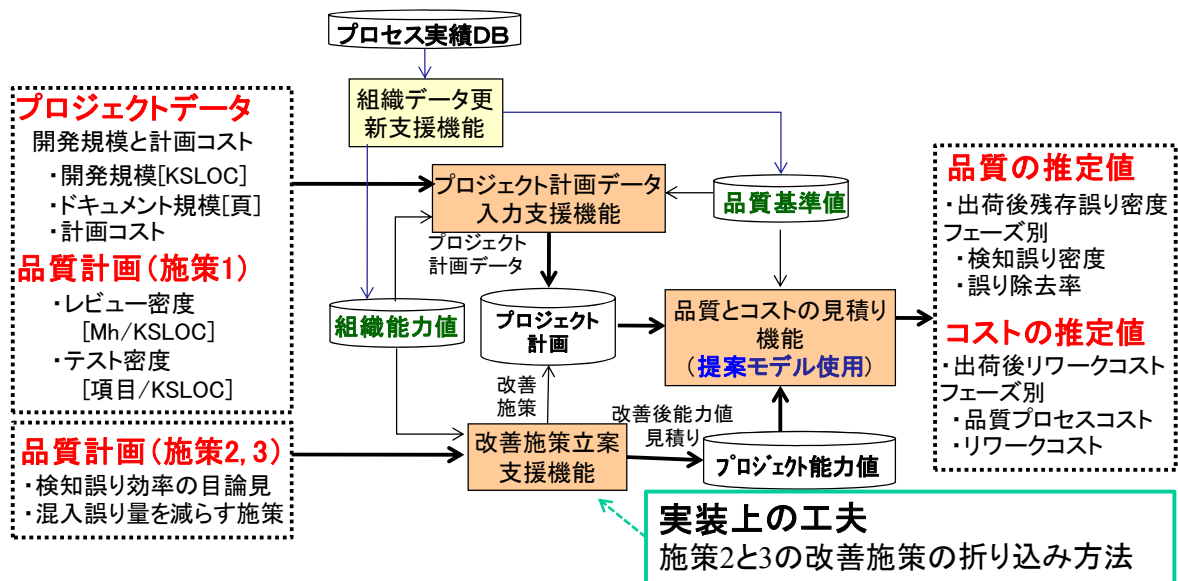 プロセス実績DB
組織データ更
新支援機能
プロジェクトデータ
開発規模と計画コスト
・開発規模[KSLOC]
・ドキュメント規模[頁]
・計画コスト
品質計画(施策1)
・レビュー密度
[Mh/KSLOC]
・テスト密度
[項目/KSLOC]
品質計画(施策2,3)
・検知誤り効率の目論見
・混入誤り量を減らす施策
プロジェクト計画データ
入力支援機能
プロジェクト
計画データ
組織能力値
プロジェクト
計画
改善
施策
改善施策立案
支援機能
品質基準値
品質とコストの見積り
機能
(提案モデル使用)
改善後能力値
見積り
プロジェクト能力値
品質の推定値
・出荷後残存誤り密度
フェーズ別
・検知誤り密度
・誤り除去率
コストの推定値
・出荷後リワークコスト
フェーズ別
・品質プロセスコスト
・リワークコスト
実装上の工夫
施策2と3の改善施策の折り込み方法